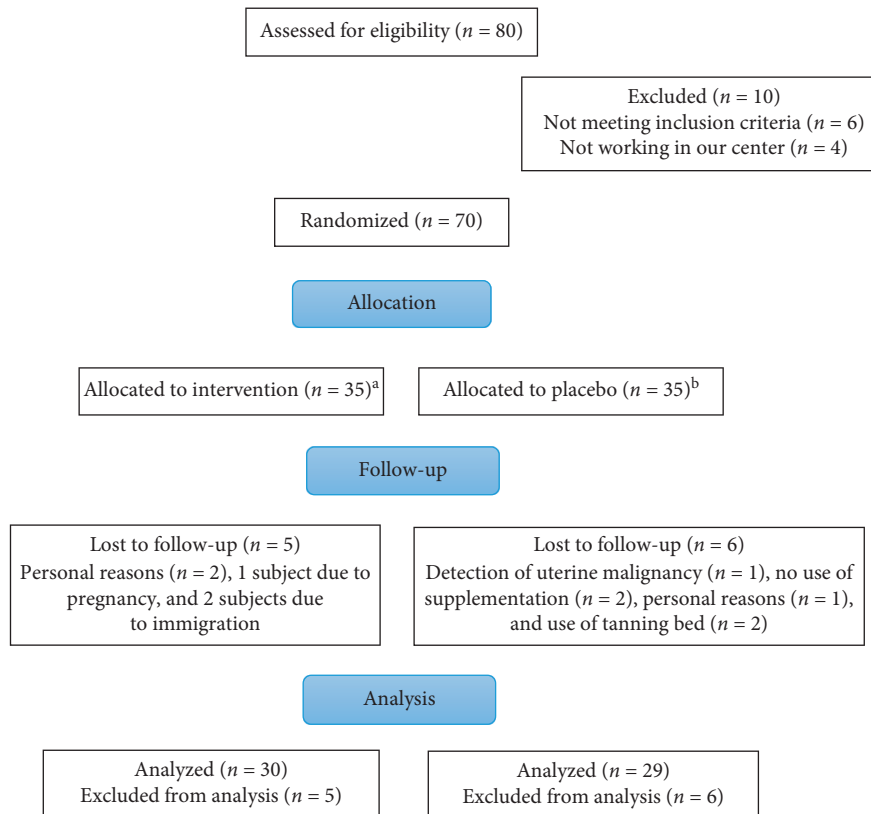 Assessed for eligibility (n = 80)
Excluded (n = 10)
Not meeting inclusion criteria (n = 6)
Not working in our center (n = 4)
Randomized (n = 70)
Allocation
Allocated to intervention (n = 35)a
Allocated to placebo (n = 35)b
Follow-up
Lost to follow-up (n = 5)
Personal reasons (n = 2), 1 subject due to
pregnancy, and 2 subjects due
to immigration
Lost to follow-up (n = 6)
Detection of uterine malignancy (n = 1), no use of
supplementation (n = 2), personal reasons (n = 1),
and use of tanning bed (n = 2)
Analysis
Analyzed (n = 30)
Excluded from analysis (n = 5)
Analyzed (n = 29)
Excluded from analysis (n = 6)